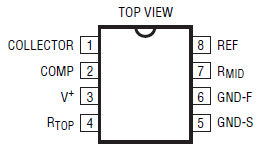 TOP VIEW
COLLECTOR 1 8 REF
COMP 2 7 RMID
V+ 3 6 GND-F
RTOP 4 5 GND-S